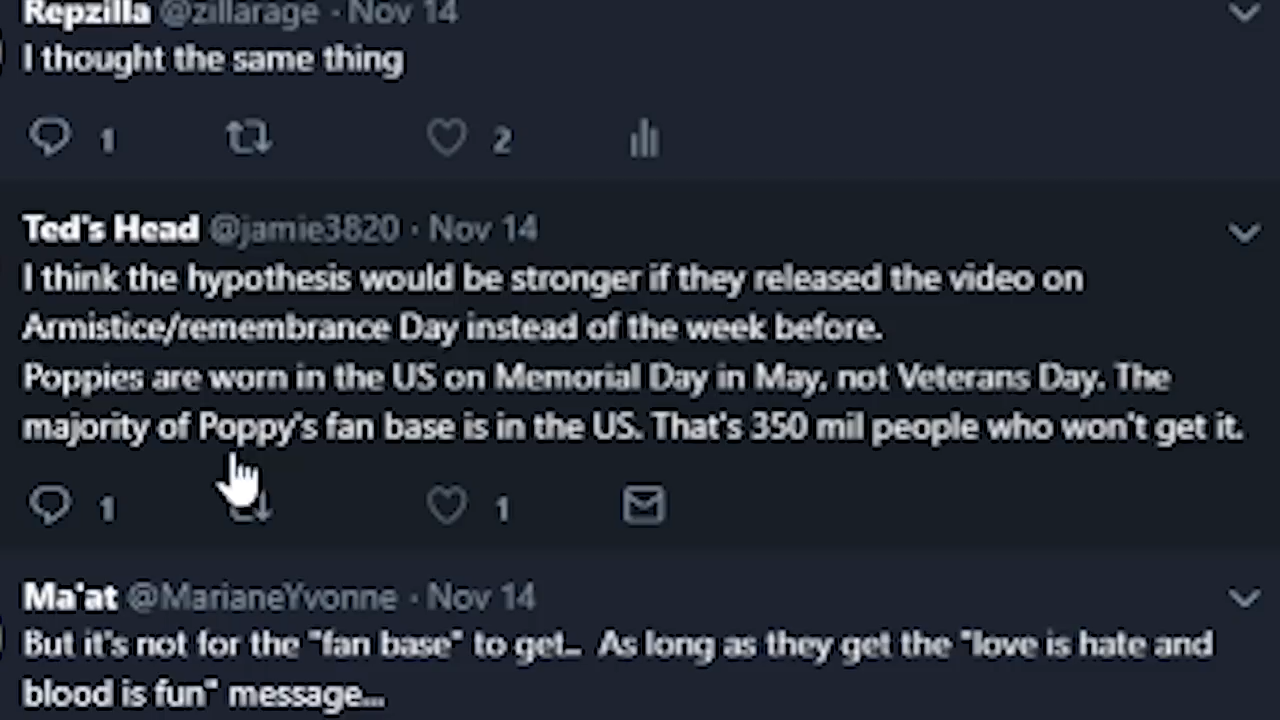 Repzilla @zillarage · Nov 14
I thought the same thing
1 2
Ted's Head @jamie3820 · Nov 14
I think the hypothesis would be stronger if they released the video on
Armistice/remembrance Day instead of the week before.
Poppies are worn in the US on Memorial Day in May, not Veterans Day. The
majority of Poppy's fan base is in the US. That's 350 mil people who won't get it.
1 1
Ma'at @MarianeYvonne · Nov 14
But it's not for the "fan base" to get.. As long as they get the "love is hate and
blood is fun" message...